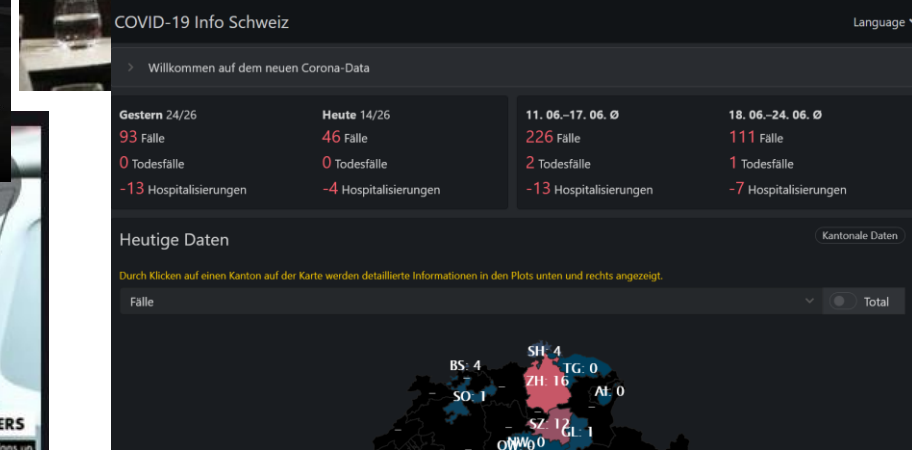 COVID-19 Info Schweiz
Language
Willkommen auf dem neuen Corona-Data
Gestern 24/26
93 Fälle
0 Todesfälle
-13 Hospitalisierungen
Heute 14/26
46 Fälle
0 Todesfälle
-4 Hospitalisierungen
11. 06.–17. 06. Ø
226 Fälle
2 Todesfälle
-13 Hospitalisierungen
18. 06.–24. 06. Ø
111 Fälle
1 Todesfälle
-7 Hospitalisierungen
Heutige Daten
Kantonale Daten
Durch Klicken auf einen Kanton auf der Karte werden detaillierte Informationen in den Plots unten und rechts angezeigt.
Fälle
Total
SH: 4
BS: 4
TG: 0
ZH: 16
AI: 0
SO: 1
SZ: 12
GL: 1
NW: 0
OW: 0
ERS